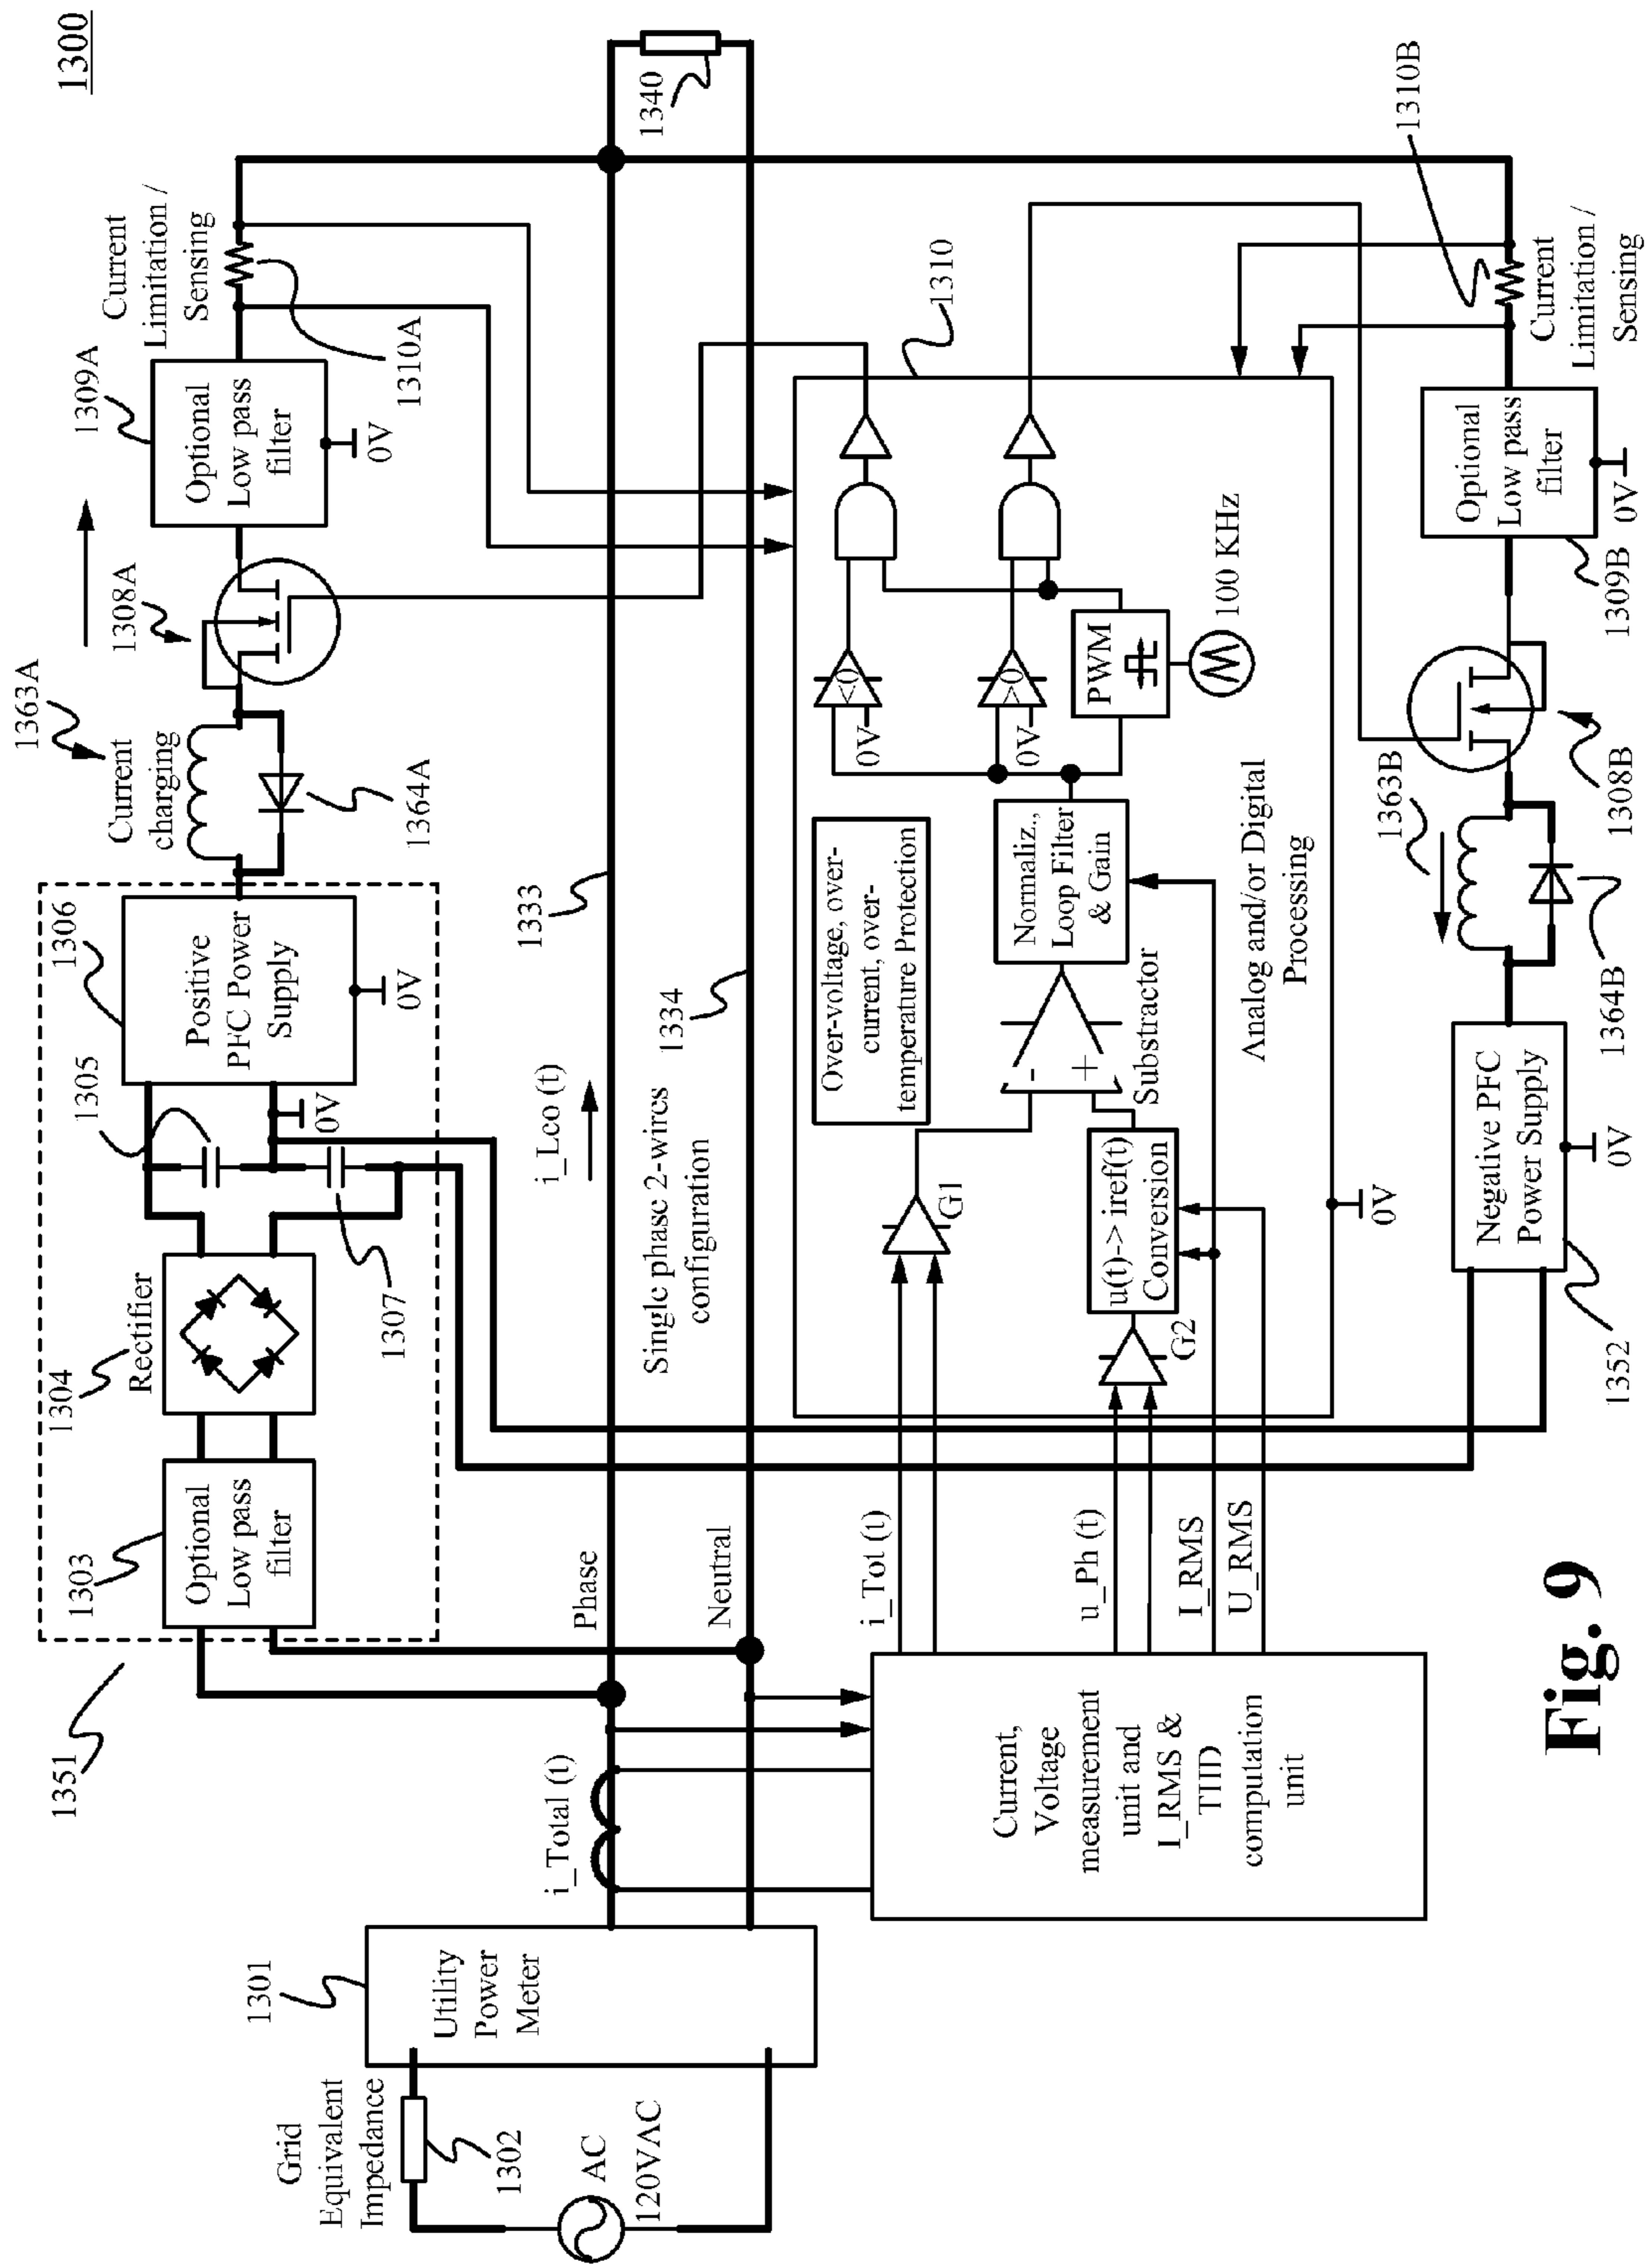 1300
1351
1303
Optional
Low pass
filter
1304
Rectifier
1305
0V
1307
1306
Positive
PFC Power
Supply
0V
1363A
Current
charging
1364A
1308A
1309A
Optional
Low pass
filter
0V
Current
Limitation /
Sensing
1310A
1340
Grid
Equivalent
Impedance
1302
AC
120VAC
1301
Utility
Power
Meter
i_Total (t)
Phase
Neutral
i_Leo (t)
Single phase 2-wires
configuration
1333
1334
Current,
Voltage
measurement
unit and
I_RMS &
THD
computation
unit
i_Tot (t)
u_Ph (t)
I_RMS
U_RMS
G1
G2
u(t)-> iref(t)
Conversion
-
+
Substractor
Over-voltage, over-
current, over-
temperature Protection
Normaliz.,
Loop Filter
& Gain
<0
0V
>0
0V
PWM
100 KHz
Analog and/or Digital
Processing
0V
1310
1352
Negative PFC
Power Supply
0V
1363B
1364B
1308B
1309B
Optional
Low pass
filter
0V
Current
Limitation /
Sensing
1310B
Fig. 9